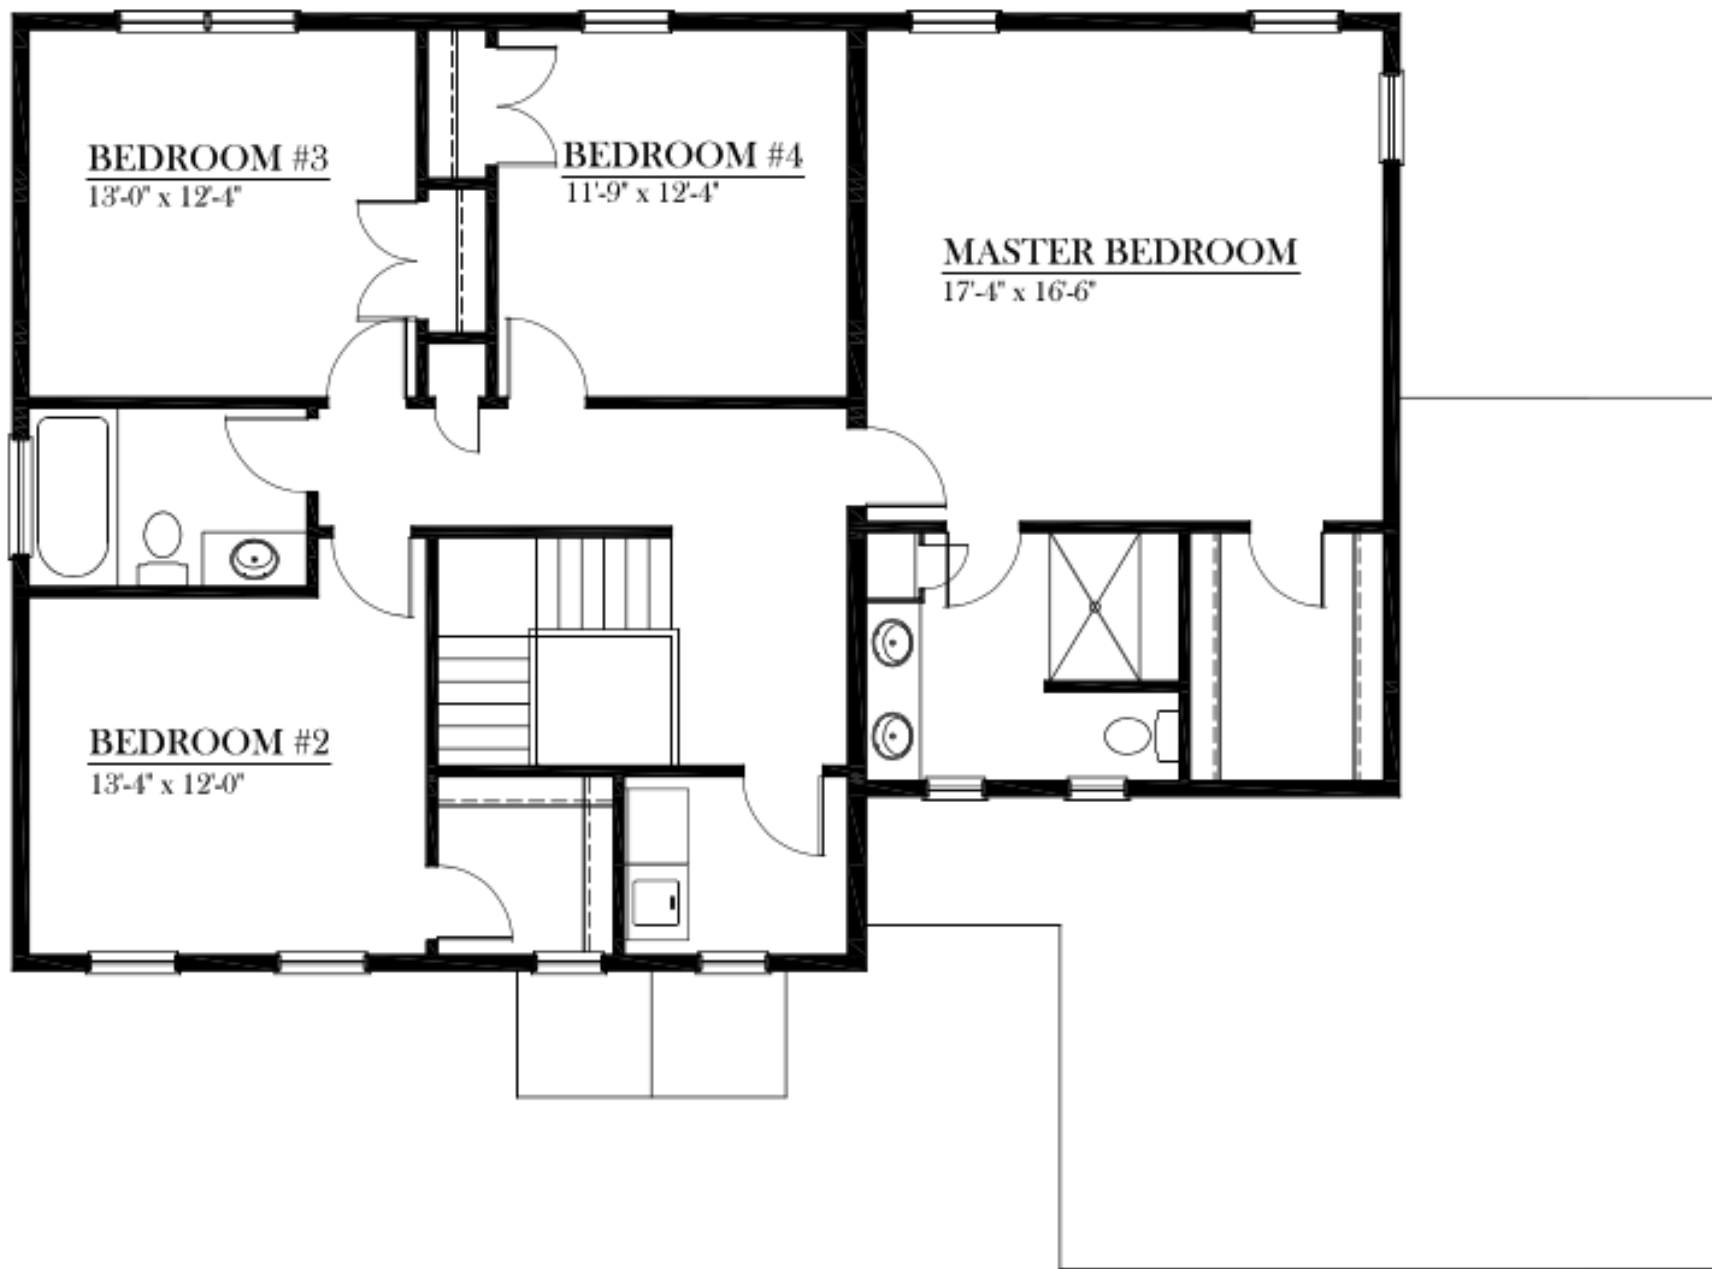 BEDROOM #3
13'-0" x 12'-4"
BEDROOM #4
11'-9" x 12'-4"
MASTER BEDROOM
17'-4" x 16'-6"
BEDROOM #2
13'-4" x 12'-0"